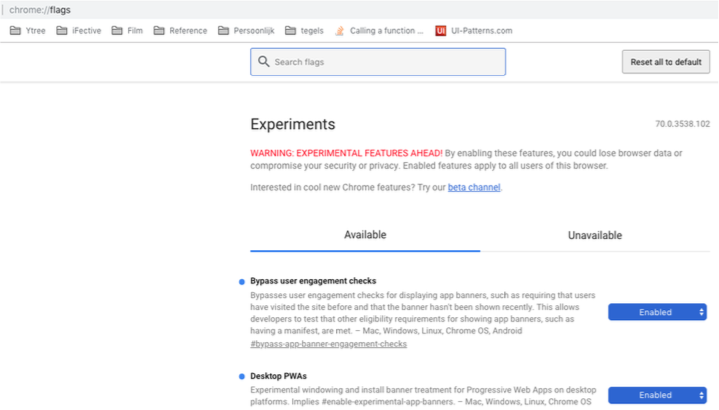 chrome://flags
Ytree iFective Film Reference Persoonlijk tegels Calling a function ... UI UI-Patterns.com
Search flags Reset all to default
Experiments 70.0.3538.102
WARNING: EXPERIMENTAL FEATURES AHEAD! By enabling these features, you could lose browser data or
compromise your security or privacy. Enabled features apply to all users of this browser.
Interested in cool new Chrome features? Try our beta channel.
Available Unavailable
Bypass user engagement checks
Bypasses user engagement checks for displaying app banners, such as requiring that users
have visited the site before and that the banner hasn't been shown recently. This allows
developers to test that other eligibility requirements for showing app banners, such as
having a manifest, are met. – Mac, Windows, Linux, Chrome OS, Android
#bypass-app-banner-engagement-checks
Enabled
Desktop PWAs
Experimental windowing and install banner treatment for Progressive Web Apps on desktop
platforms. Implies #enable-experimental-app-banners. – Mac, Windows, Linux, Chrome OS
Enabled